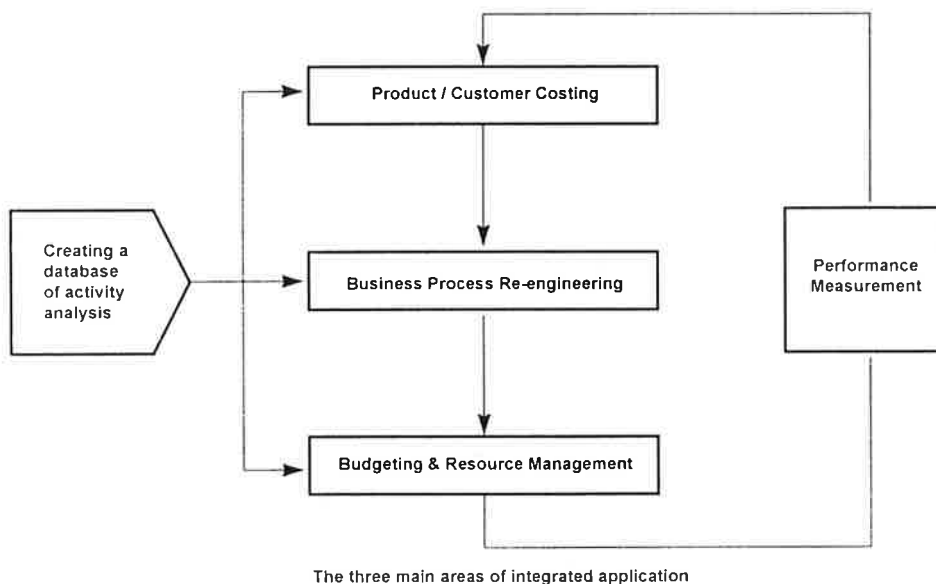 Product / Customer Costing
Creating a
database
of activity
analysis
Business Process Re-engineering
Performance
Measurement
Budgeting & Resource Management
The three main areas of integrated application